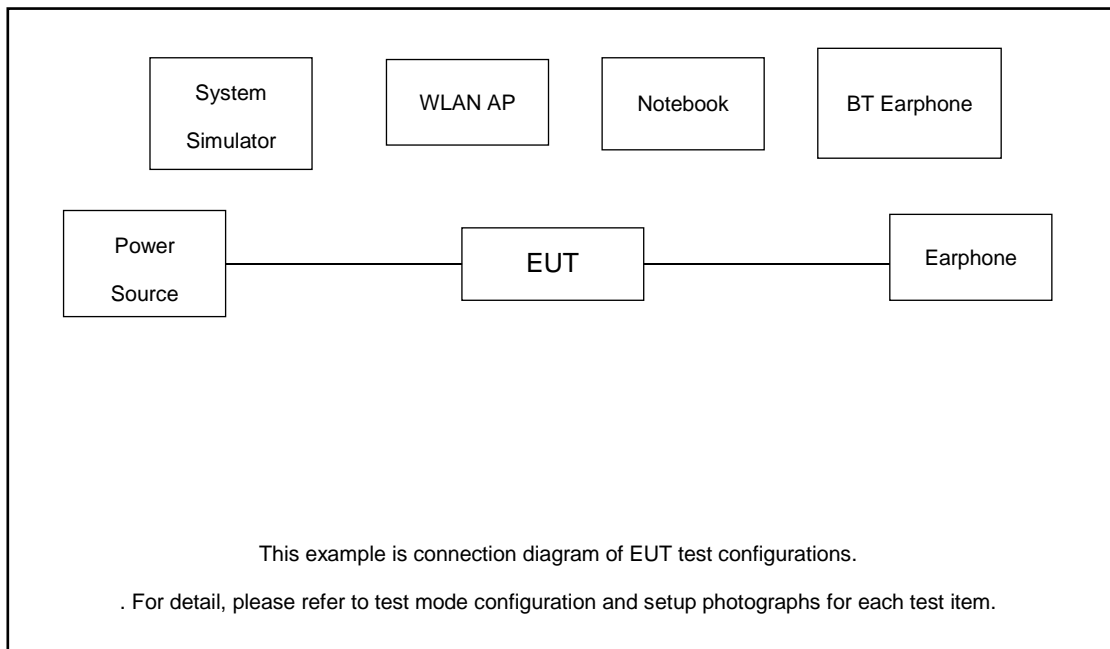 System
Simulator
WLAN AP
Notebook
BT Earphone
Power
Source
EUT
Earphone
This example is connection diagram of EUT test configurations.
. For detail, please refer to test mode configuration and setup photographs for each test item.